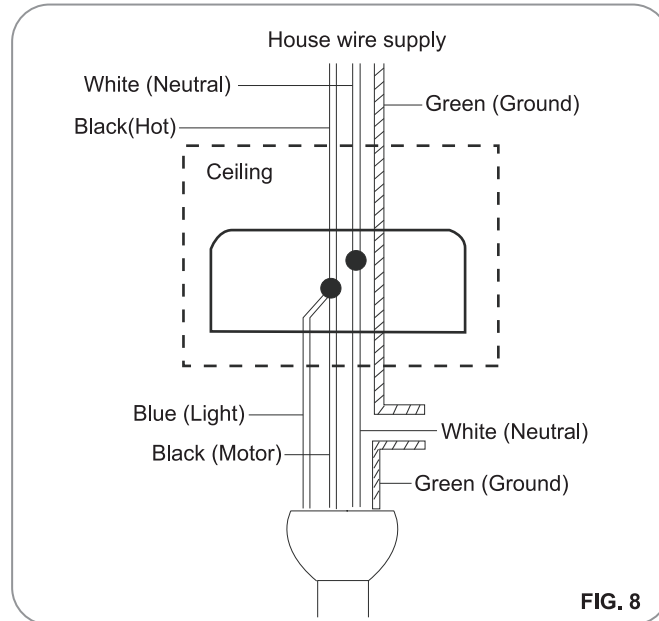 House wire supply
White (Neutral)
Green (Ground)
Black(Hot)
Ceiling
Blue (Light)
White (Neutral)
Black (Motor)
Green (Ground)
FIG. 8